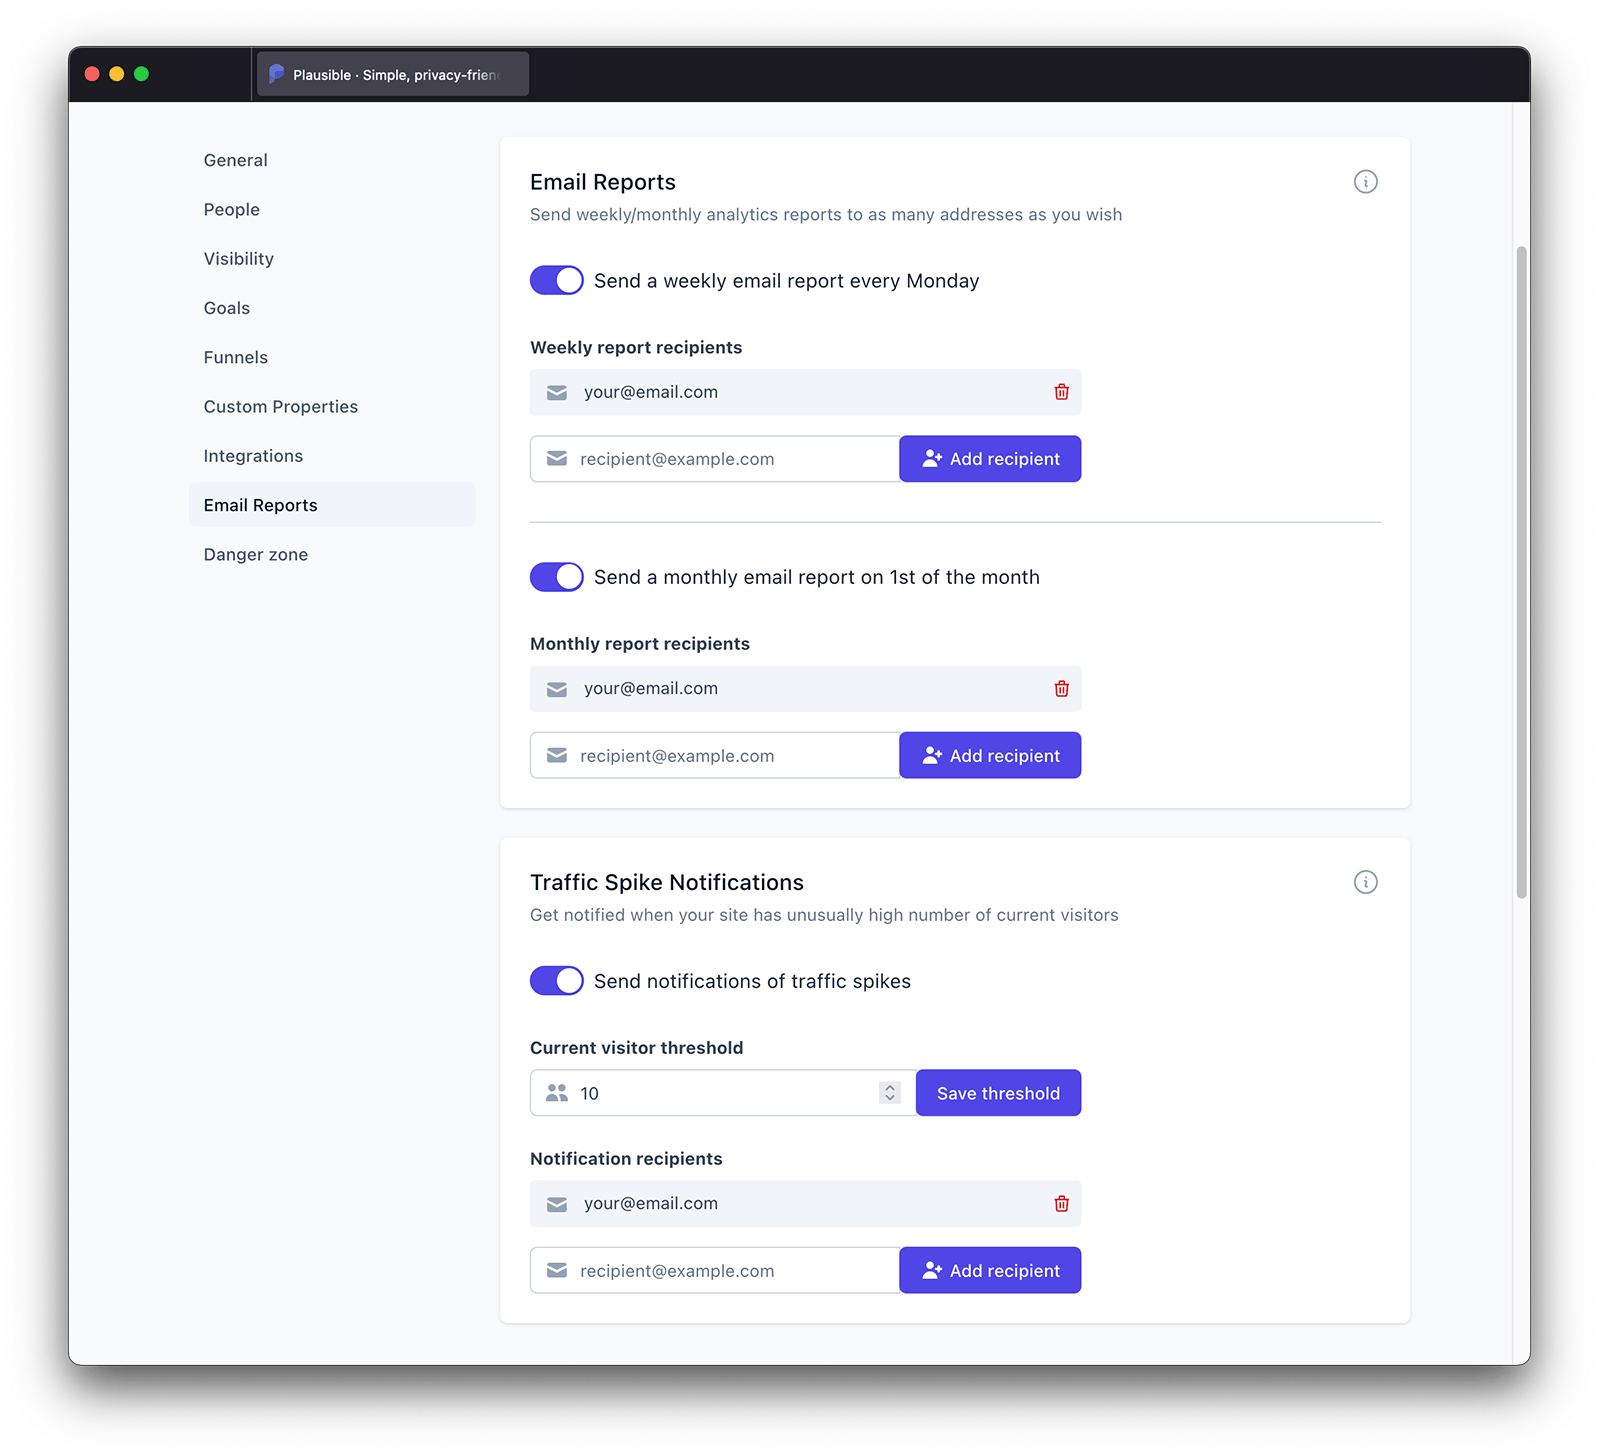 Plausible · Simple, privacy-frien
General
People
Visibility
Goals
Funnels
Custom Properties
Integrations
Email Reports
Danger zone
Email Reports
Send weekly/monthly analytics reports to as many addresses as you wish
Send a weekly email report every Monday
Weekly report recipients
your@email.com
recipient@example.com
Add recipient
Send a monthly email report on 1st of the month
Monthly report recipients
your@email.com
recipient@example.com
Add recipient
Traffic Spike Notifications
Get notified when your site has unusually high number of current visitors
Send notifications of traffic spikes
Current visitor threshold
10
Save threshold
Notification recipients
your@email.com
recipient@example.com
Add recipient